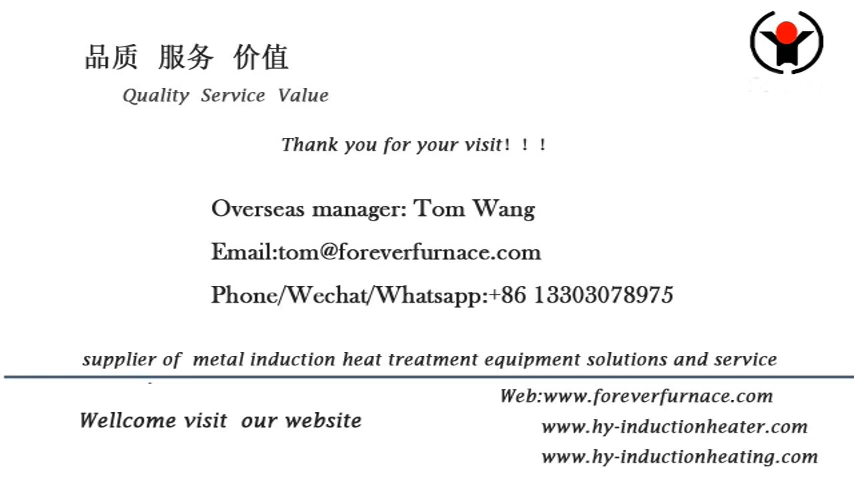 品质 服务 价值
Quality Service Value
Thank you for your visit！！！
Overseas manager: Tom Wang
Email:tom@foreverfurnace.com
Phone/Wechat/Whatsapp:+86 13303078975
supplier of metal induction heat treatment equipment solutions and service
Wellcome visit our website
Web:www.foreverfurnace.com
www.hy-inductionheater.com
www.hy-inductionheating.com